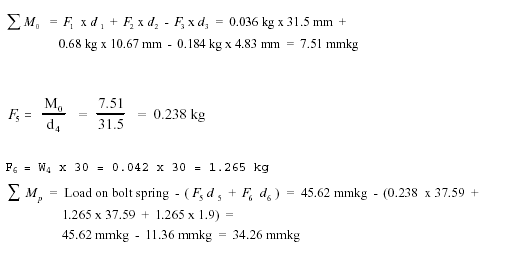 ∑ M₀ = F₁ x d₁ + F₂ x d₂ - F₃ x d₃ = 0.036 kg x 31.5 mm +
0.68 kg x 10.67 mm - 0.184 kg x 4.83 mm = 7.51 mmkg
F₅ = M₀ / d₄ = 7.51 / 31.5 = 0.238 kg
F₆ = W₄ x 30 = 0.042 x 30 = 1.265 kg
∑ Mₚ = Load on bolt spring - ( F₅ d₅ + F₆ d₆ ) = 45.62 mmkg - (0.238 x 37.59 +
1.265 x 37.59 + 1.265 x 1.9) =
45.62 mmkg - 11.36 mmkg = 34.26 mmkg